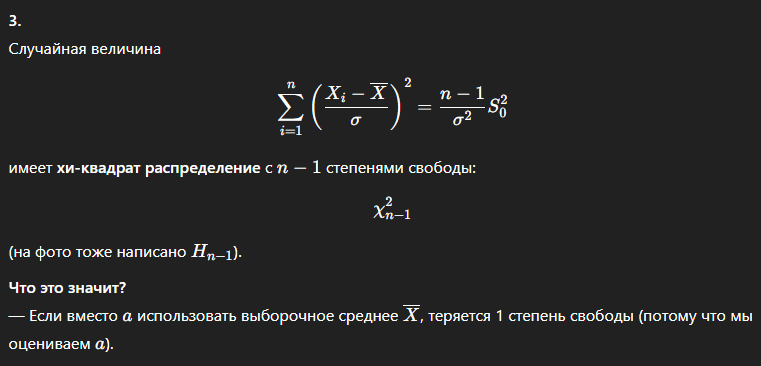 3.
Случайная величина
$$\sum_{i=1}^{n} \left( \frac{X_i - \overline{X}}{\sigma} \right)^2 = \frac{n-1}{\sigma^2} S_0^2$$
имеет хи-квадрат распределение с $n-1$ степенями свободы:
$$\chi^2_{n-1}$$
(на фото тоже написано $H_{n-1}$).
Что это значит?
— Если вместо $a$ использовать выборочное среднее $\overline{X}$, теряется 1 степень свободы (потому что мы
оцениваем $a$).